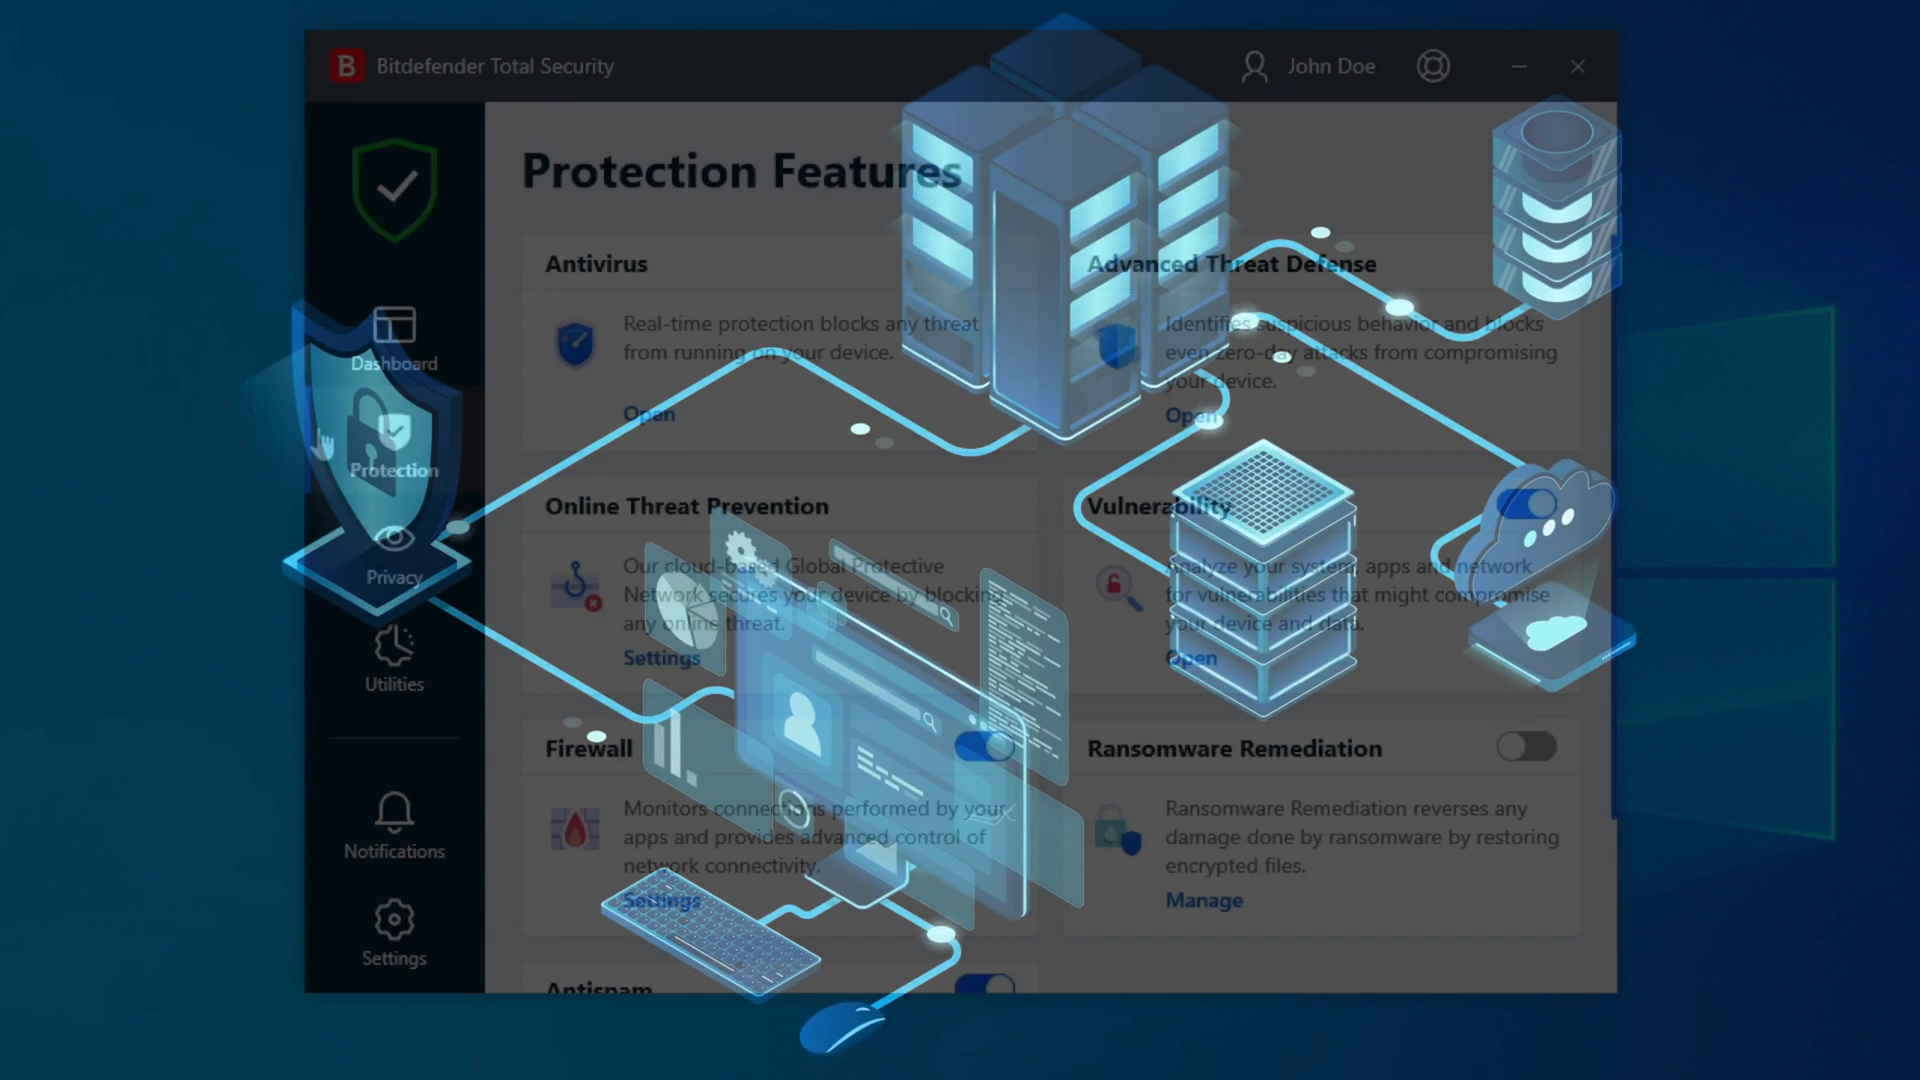 B Bitdefender Total Security
John Doe
Dashboard
Protection
Privacy
Utilities
Notifications
Settings
Protection Features
Antivirus
Real-time protection blocks any threat
from running on your device.
Open
Advanced Threat Defense
Identifies suspicious behavior and blocks
even zero-day attacks from compromising
your device.
Open
Online Threat Prevention
Our cloud-based Global Protective
Network secures your device by blocking
any online threat.
Settings
Vulnerability
Analyze your system, apps and network
for vulnerabilities that might compromise
your device and data.
Open
Firewall
Monitors connections performed by your
apps and provides advanced control of
network connectivity.
Settings
Ransomware Remediation
Ransomware Remediation reverses any
damage done by ransomware by restoring
encrypted files.
Manage
Antispam